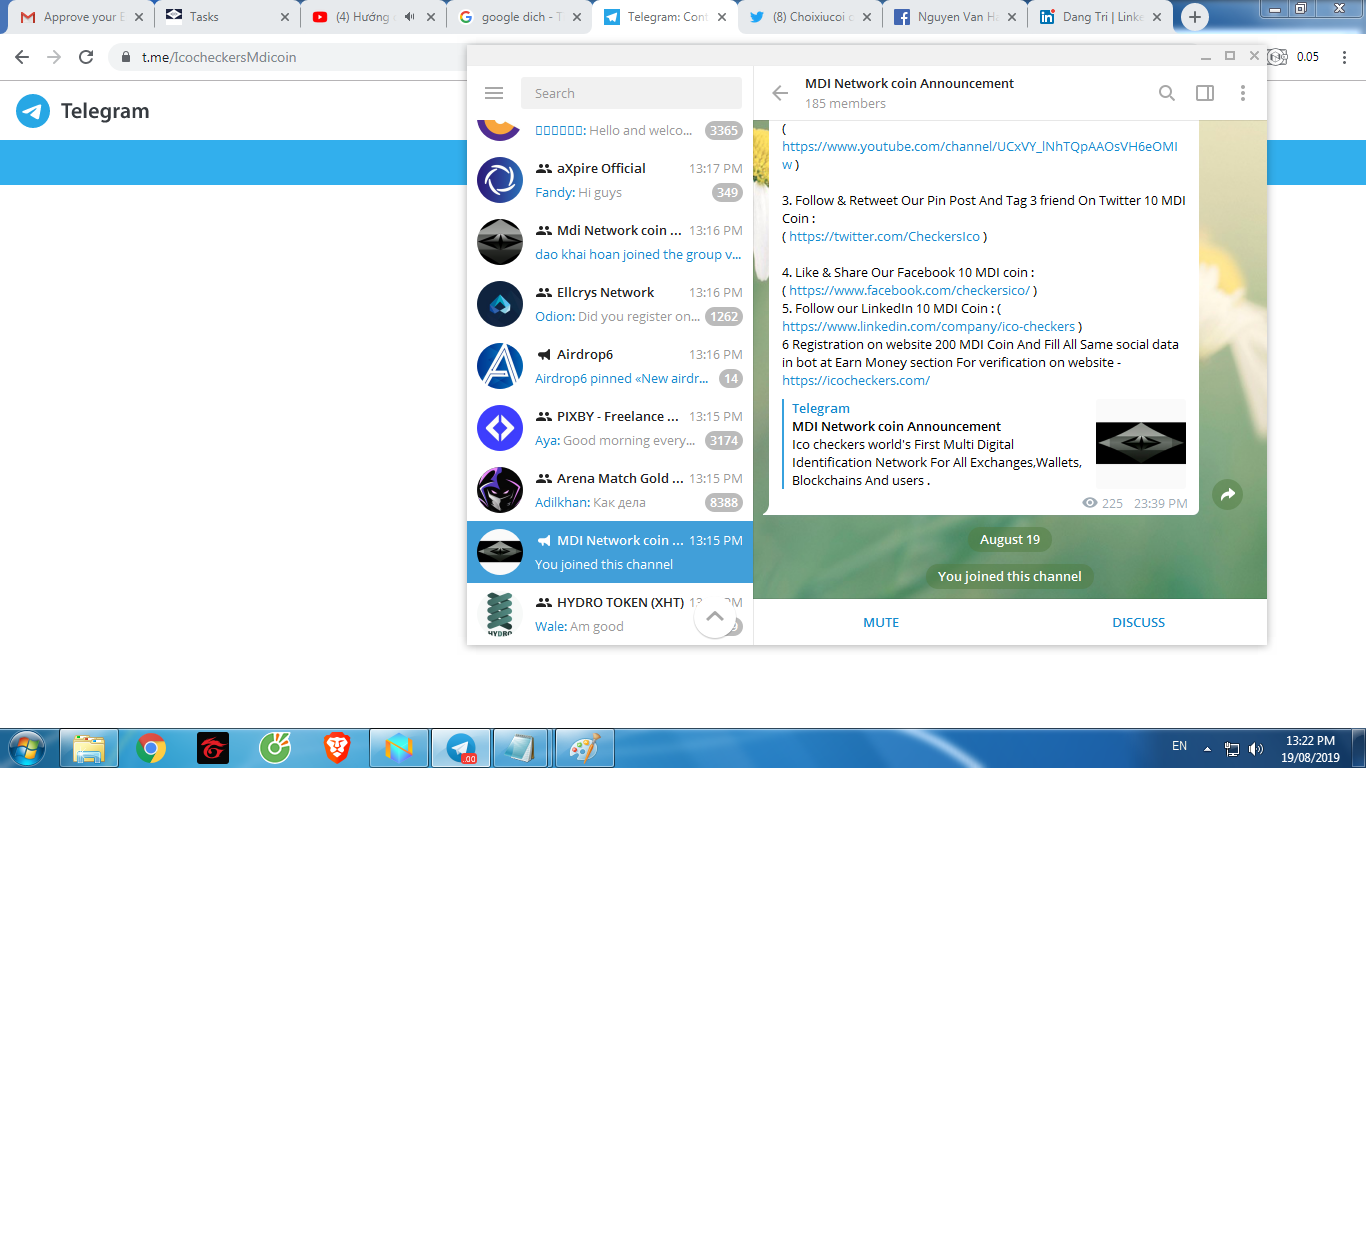 Approve your E
Tasks
(4) Hướng
google dich - T
Telegram: Cont
(8) Choixiucoi
Nguyen Van H
Dang Tri | Linke
t.me/IcocheckersMdicoin
0.05
Telegram
Search
Hello and welco...
3365
aXpire Official
13:17 PM
Fandy: Hi guys
349
Mdi Network coin ...
13:16 PM
dao khai hoan joined the group v...
Ellcrys Network
13:16 PM
Odion: Did you register on...
1262
Airdrop6
13:16 PM
Airdrop6 pinned «New airdr...
14
PIXBY - Freelance ...
13:15 PM
Aya: Good morning every...
3174
Arena Match Gold ...
13:15 PM
Adilkhan: Как дела
8388
MDI Network coin ...
13:15 PM
You joined this channel
HYDRO TOKEN (XHT)
Wale: Am good
HYDRO
MDI Network coin Announcement
185 members
(
https://www.youtube.com/channel/UCxVY_lNhTQpAAOsVH6eOMI
w )
3. Follow & Retweet Our Pin Post And Tag 3 friend On Twitter 10 MDI
Coin :
( https://twitter.com/CheckersIco )
4. Like & Share Our Facebook 10 MDI coin :
( https://www.facebook.com/checkersico/ )
5. Follow our LinkedIn 10 MDI Coin : (
https://www.linkedin.com/company/ico-checkers )
6 Registration on website 200 MDI Coin And Fill All Same social data
in bot at Earn Money section For verification on website -
https://icocheckers.com/
Telegram
MDI Network coin Announcement
Ico checkers world's First Multi Digital
Identification Network For All Exchanges,Wallets,
Blockchains And users .
225 23:39 PM
August 19
You joined this channel
MUTE
DISCUSS
.00
EN
13:22 PM
19/08/2019